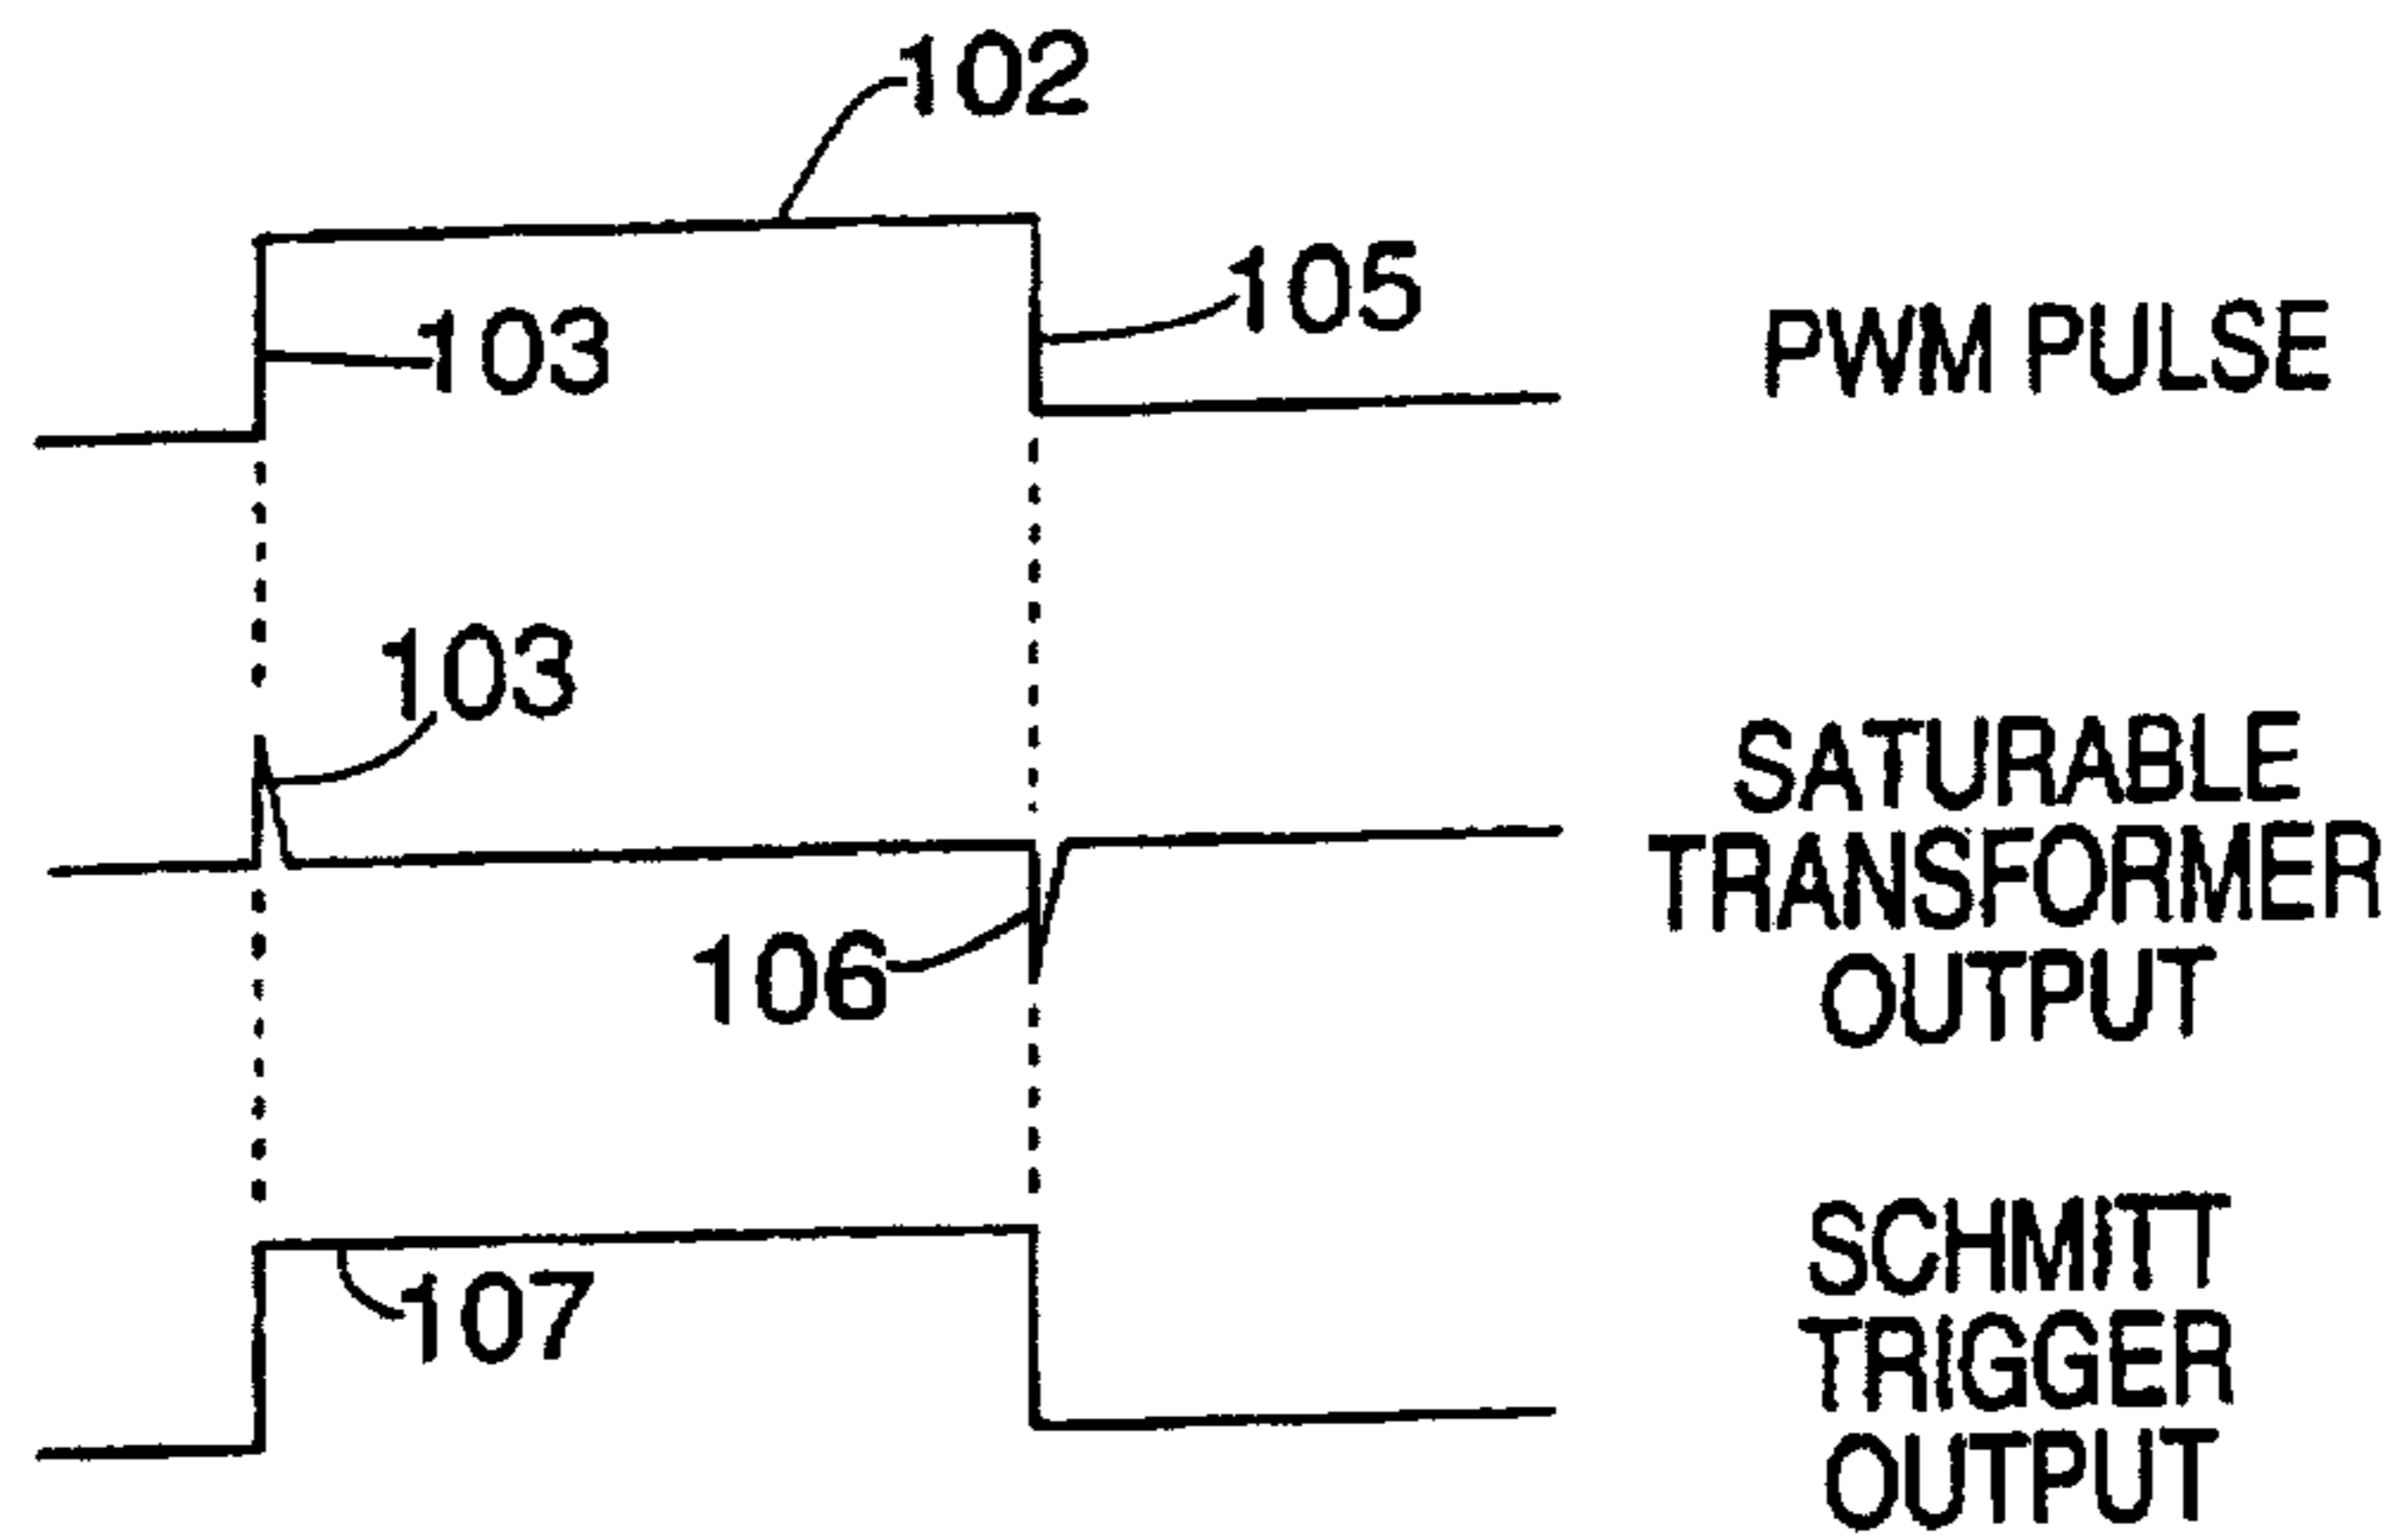 102
105
103
PWM PULSE
103
SATURABLE
TRANSFORMER
OUTPUT
106
SCHMITT
TRIGGER
OUTPUT
107